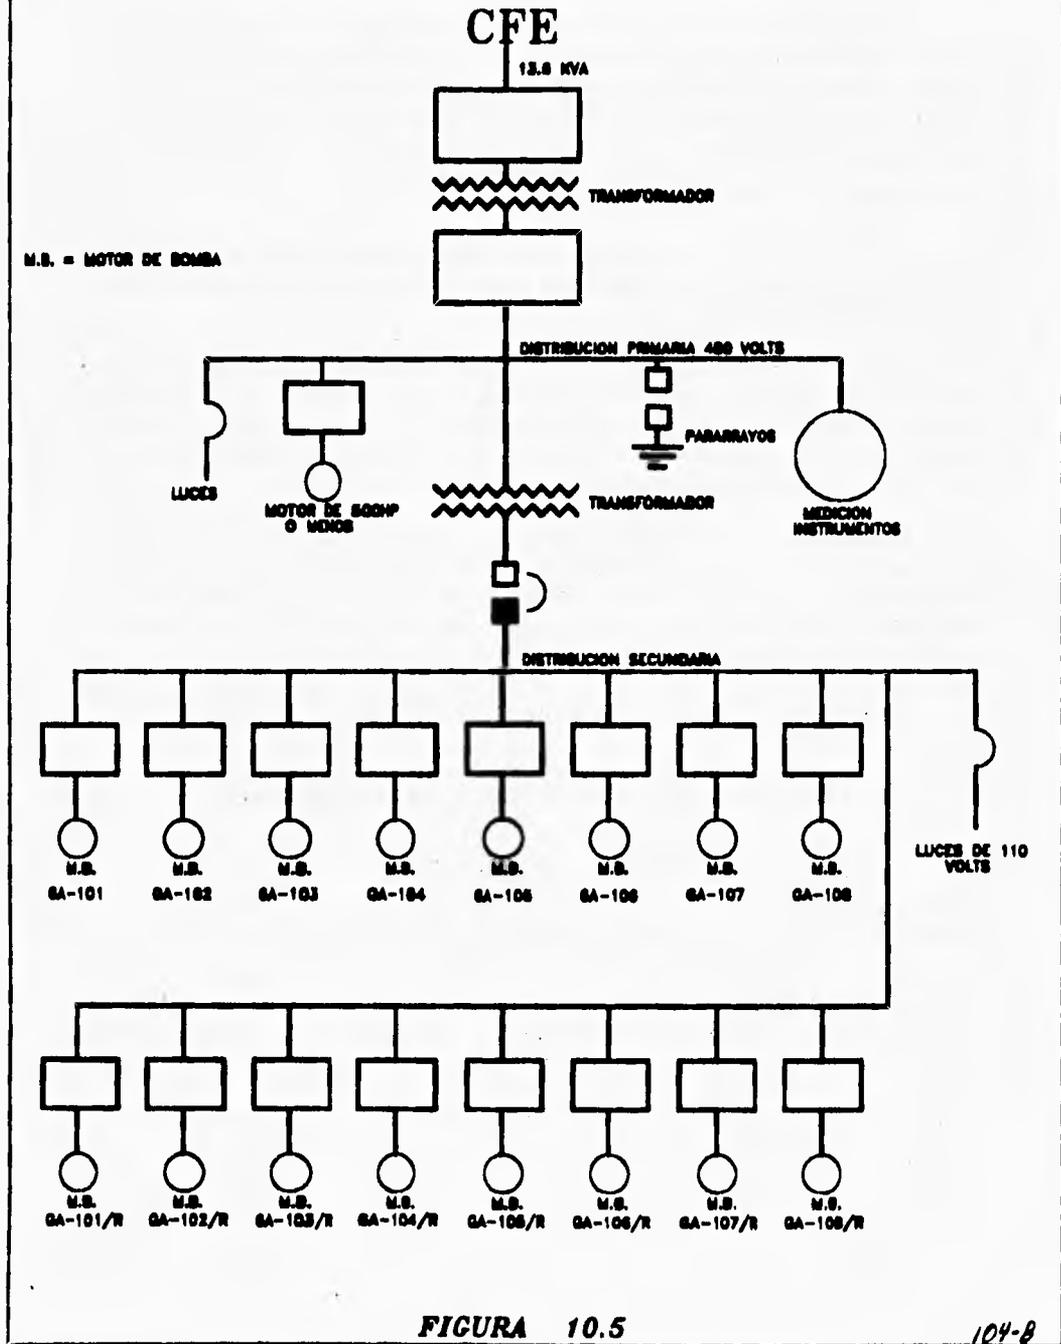 CFE
13.8 KVA
TRANSFORMADOR
M.B. = MOTOR DE BOMBA
DISTRIBUCION PRIMARIA 480 VOLTS
LUCES
MOTOR DE 500HP
O MENOS
PARARRAYOS
TRANSFORMADOR
MEDICION
INSTRUMENTOS
DISTRIBUCION SECUNDARIA
M.B. M.B. M.B. M.B. M.B. M.B. M.B. M.B.
GA-101 GA-102 GA-103 GA-104 GA-105 GA-106 GA-107 GA-108
LUCES DE 110
VOLTS
M.B. M.B. M.B. M.B. M.B. M.B. M.B. M.B.
GA-101/R GA-102/R GA-103/R GA-104/R GA-105/R GA-106/R GA-107/R GA-108/R
FIGURA 10.5
104-B